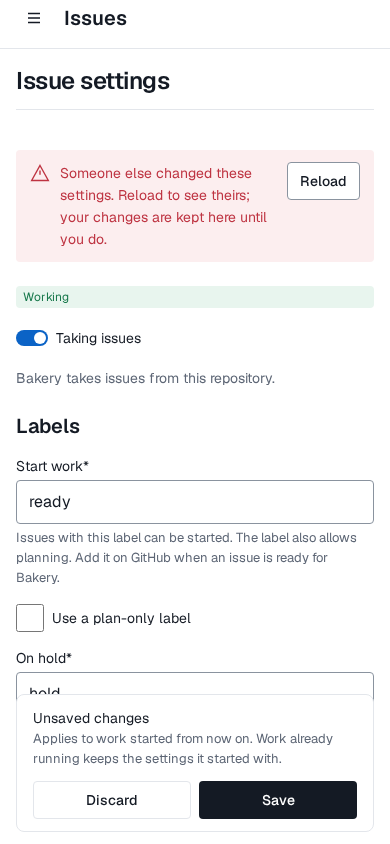 Issues
Issue settings
Someone else changed these
settings. Reload to see theirs;
your changes are kept here until
you do.
Reload
Working
Taking issues
Bakery takes issues from this repository.
Labels
Start work*
ready
Issues with this label can be started. The label also allows
planning. Add it on GitHub when an issue is ready for
Bakery.
Use a plan-only label
On hold*
hold
Unsaved changes
Applies to work started from now on. Work already
running keeps the settings it started with.
Discard
Save